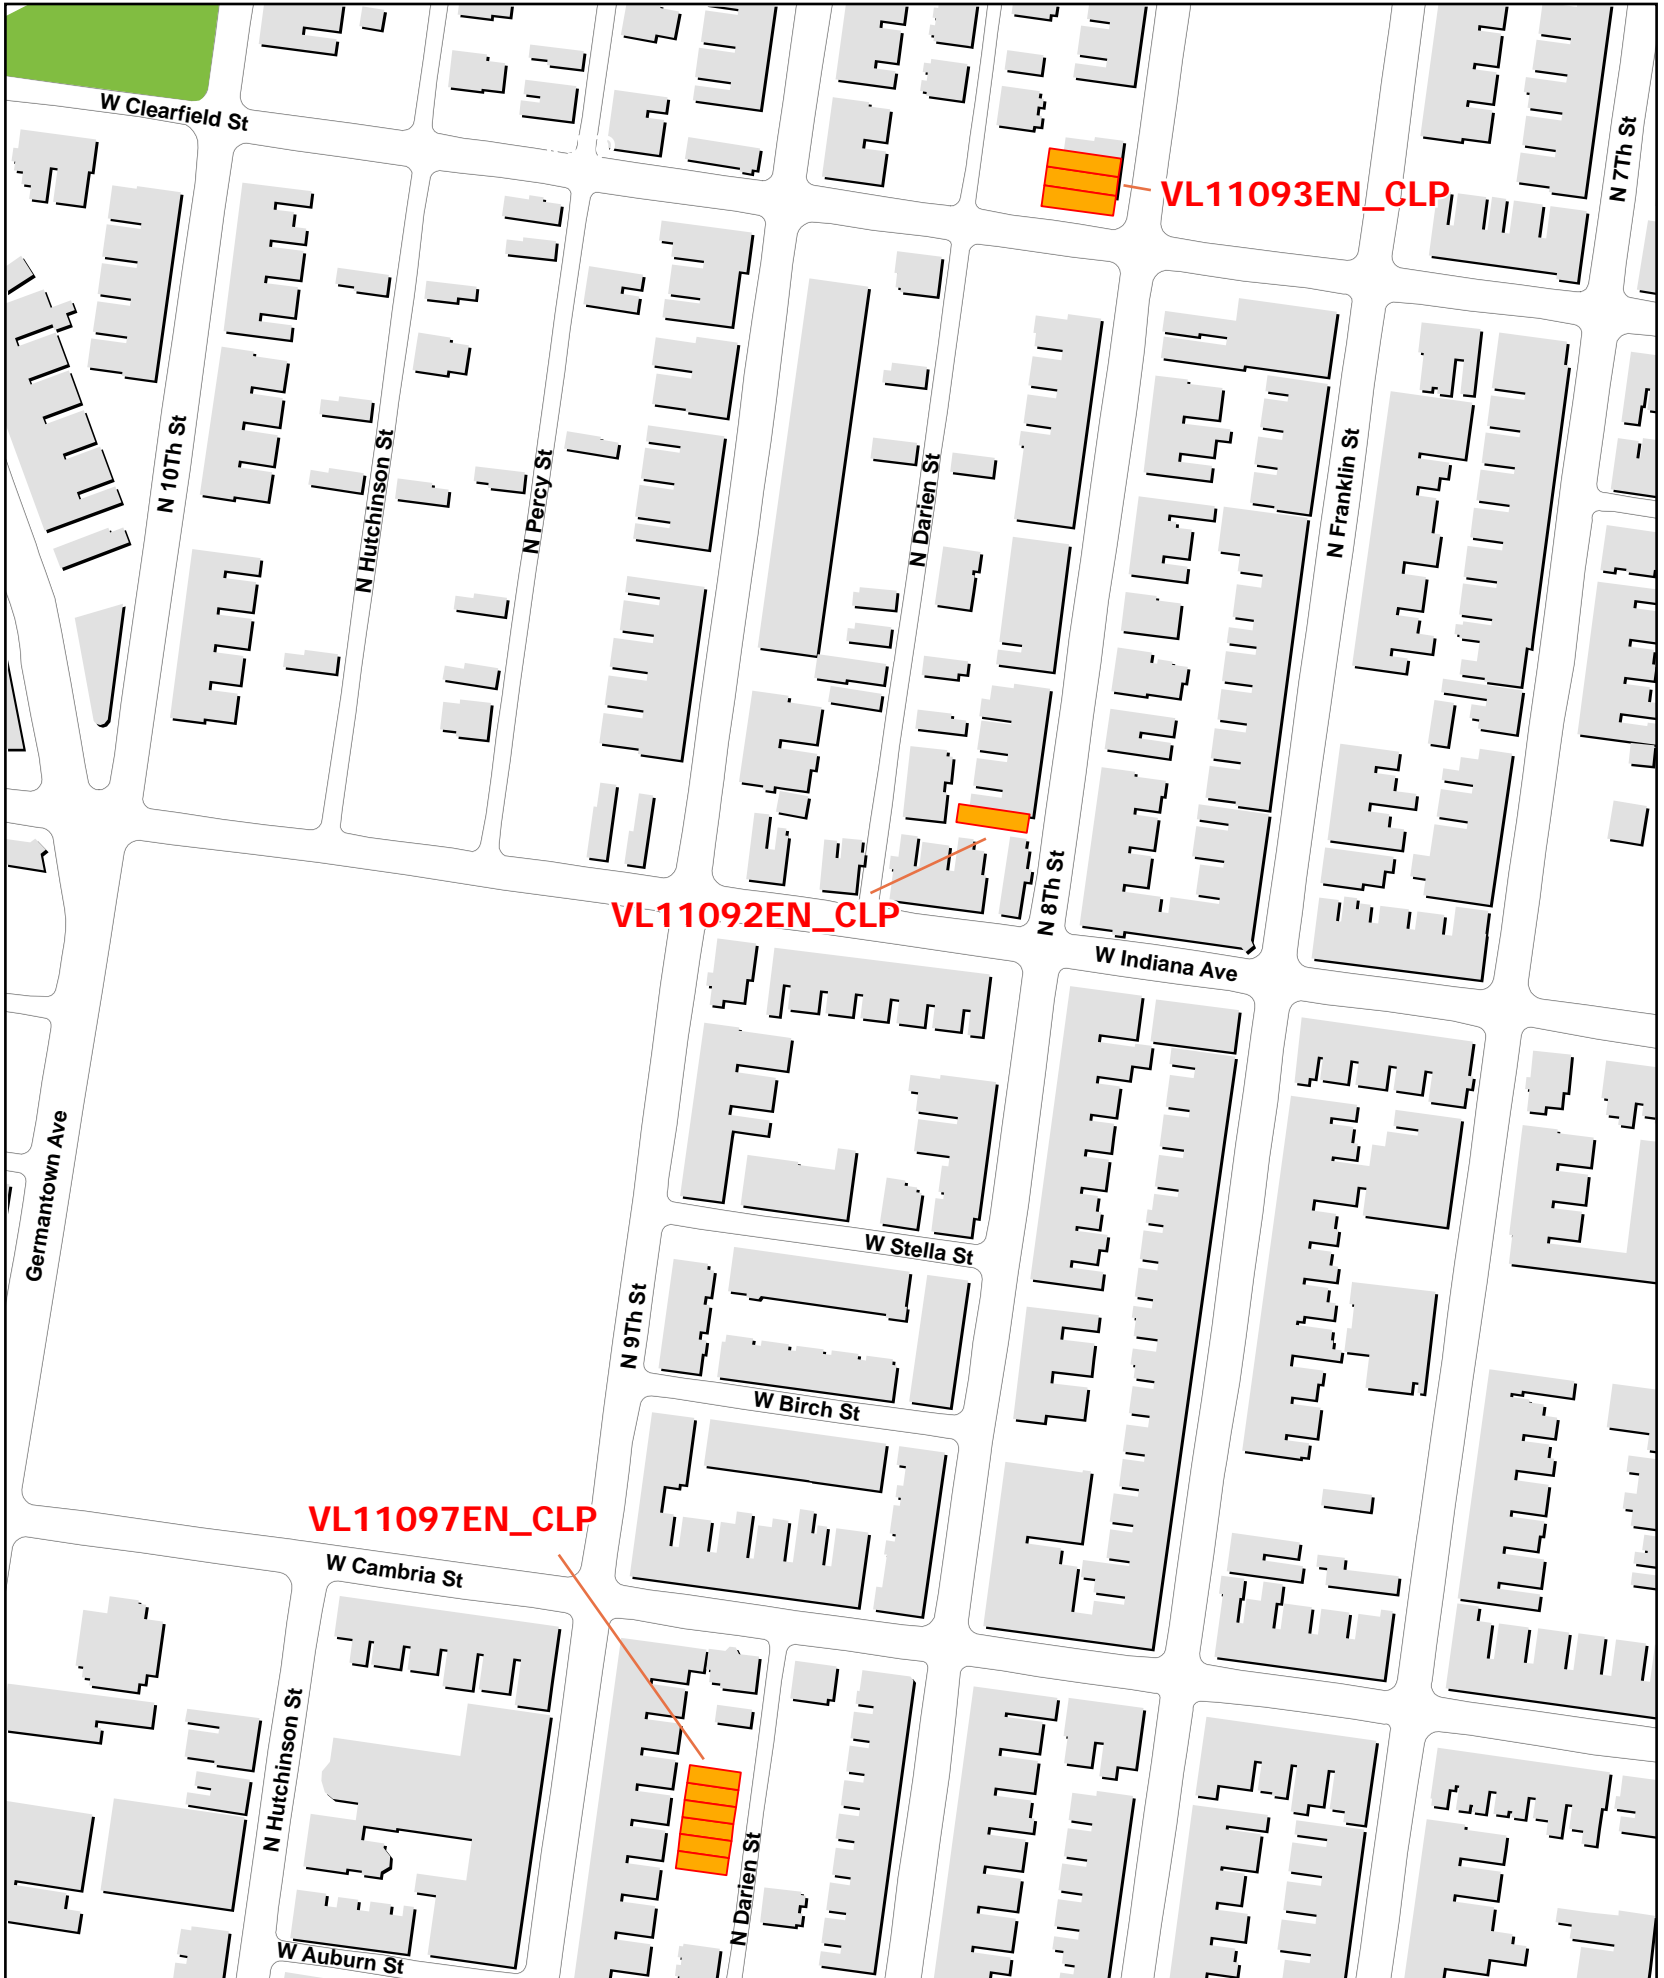 W Clearfield St
N 7Th St
VL11093EN_CLP
N 10Th St
N Hutchinson St
N Percy St
N Darien St
N Franklin St
N 8Th St
VL11092EN_CLP
W Indiana Ave
Germantown Ave
W Stella St
N 9Th St
W Birch St
VL11097EN_CLP
W Cambria St
N Hutchinson St
N Darien St
W Auburn St